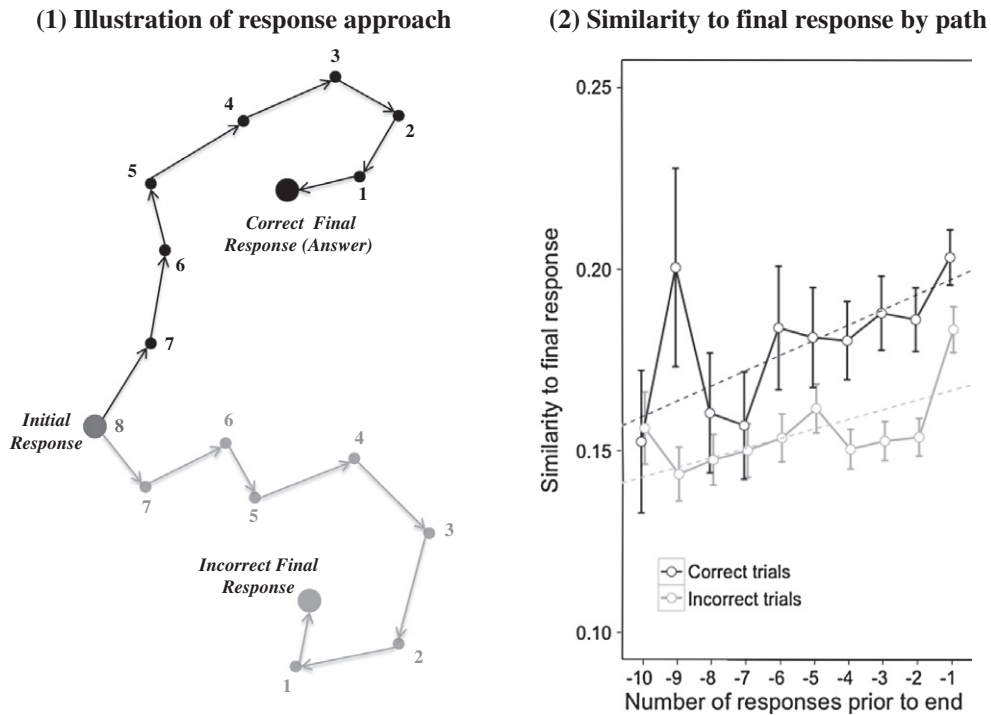 (1) Illustration of response approach
3
4
2
5
1
Correct Final
Response (Answer)
6
7
Initial
Response
8
6
4
7
5
3
Incorrect Final
Response
2
1
(2) Similarity to final response by path
Similarity to final response
0.25
0.20
0.15
0.10
Correct trials
Incorrect trials
-10 -9 -8 -7 -6 -5 -4 -3 -2 -1
Number of responses prior to end